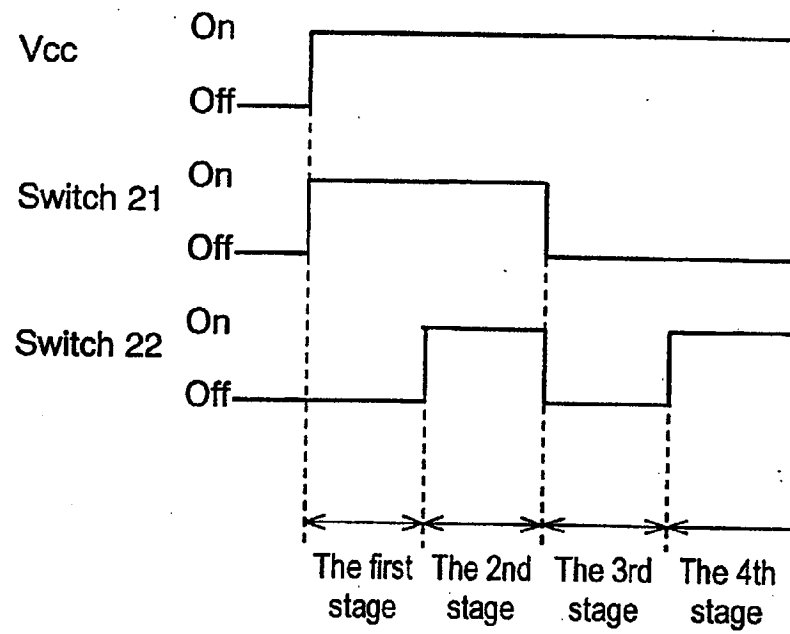 On
Vcc
Off
On
Switch 21
Off
On
Switch 22
Off
The first stage
The 2nd stage
The 3rd stage
The 4th stage